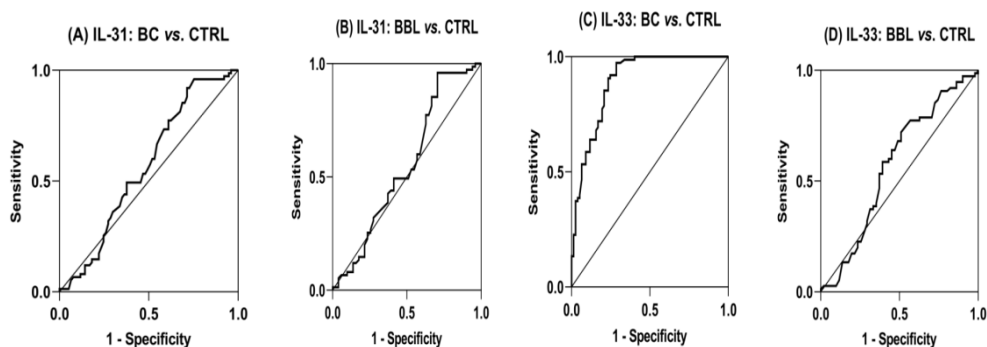 (A) IL-31: BC vs. CTRL
Sensitivity
1.0
0.5
0.0
0.0 0.5 1.0
1 - Specificity
(B) IL-31: BBL vs. CTRL
Sensitivity
1.0
0.5
0.0
0.0 0.5 1.0
1 - Specificity
(C) IL-33: BC vs. CTRL
Sensitivity
1.0
0.5
0.0
0.0 0.5 1.0
1 - Specificity
(D) IL-33: BBL vs. CTRL
Sensitivity
1.0
0.5
0.0
0.0 0.5 1.0
1 - Specificity